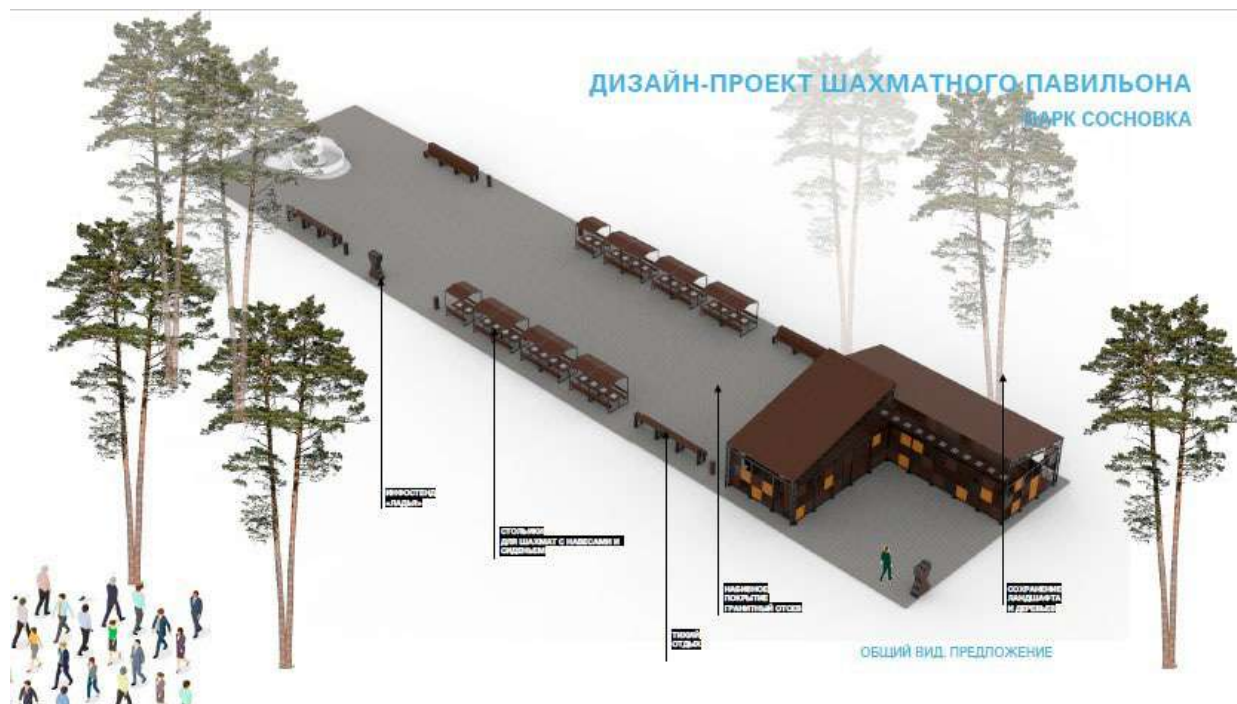 ДИЗАЙН-ПРОЕКТ ШАХМАТНОГО ПАВИЛЬОНА
ПАРК СОСНОВКА
ИНФОСТЕНД
«ЛАДЬЯ»
СТОЛИКИ
ДЛЯ ШАХМАТ С НАВЕСАМИ И
СИДЕНЬЕМ
НАБИВНОЕ
ПОКРЫТИЕ
ГРАНИТНЫЙ ОТСЕВ
СОХРАНЕНИЕ
ЛАНДШАФТА
И ДЕРЕВЬЕВ
ТИХИЙ
ОТДЫХ
ОБЩИЙ ВИД. ПРЕДЛОЖЕНИЕ